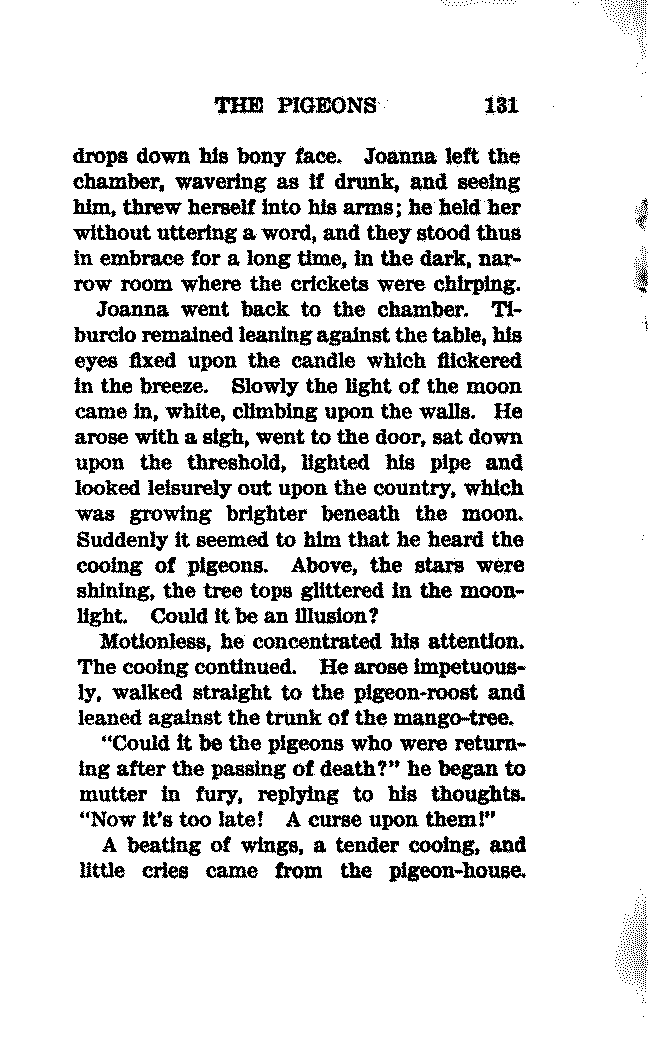 THE PIGEONS 131
drops down his bony face. Joanna left the
chamber, wavering as if drunk, and seeing
him, threw herself into his arms; he held her
without uttering a word, and they stood thus
in embrace for a long time, in the dark, nar-
row room where the crickets were chirping.
Joanna went back to the chamber. Ti-
burcio remained leaning against the table, his
eyes fixed upon the candle which flickered
in the breeze. Slowly the light of the moon
came in, white, climbing upon the walls. He
arose with a sigh, went to the door, sat down
upon the threshold, lighted his pipe and
looked leisurely out upon the country, which
was growing brighter beneath the moon.
Suddenly it seemed to him that he heard the
cooing of pigeons. Above, the stars were
shining, the tree tops glittered in the moon-
light. Could it be an illusion?
Motionless, he concentrated his attention.
The cooing continued. He arose impetuous-
ly, walked straight to the pigeon-roost and
leaned against the trunk of the mango-tree.
"Could it be the pigeons who were return-
ing after the passing of death?" he began to
mutter in fury, replying to his thoughts.
"Now it's too late! A curse upon them!"
A beating of wings, a tender cooing, and
little cries came from the pigeon-house.